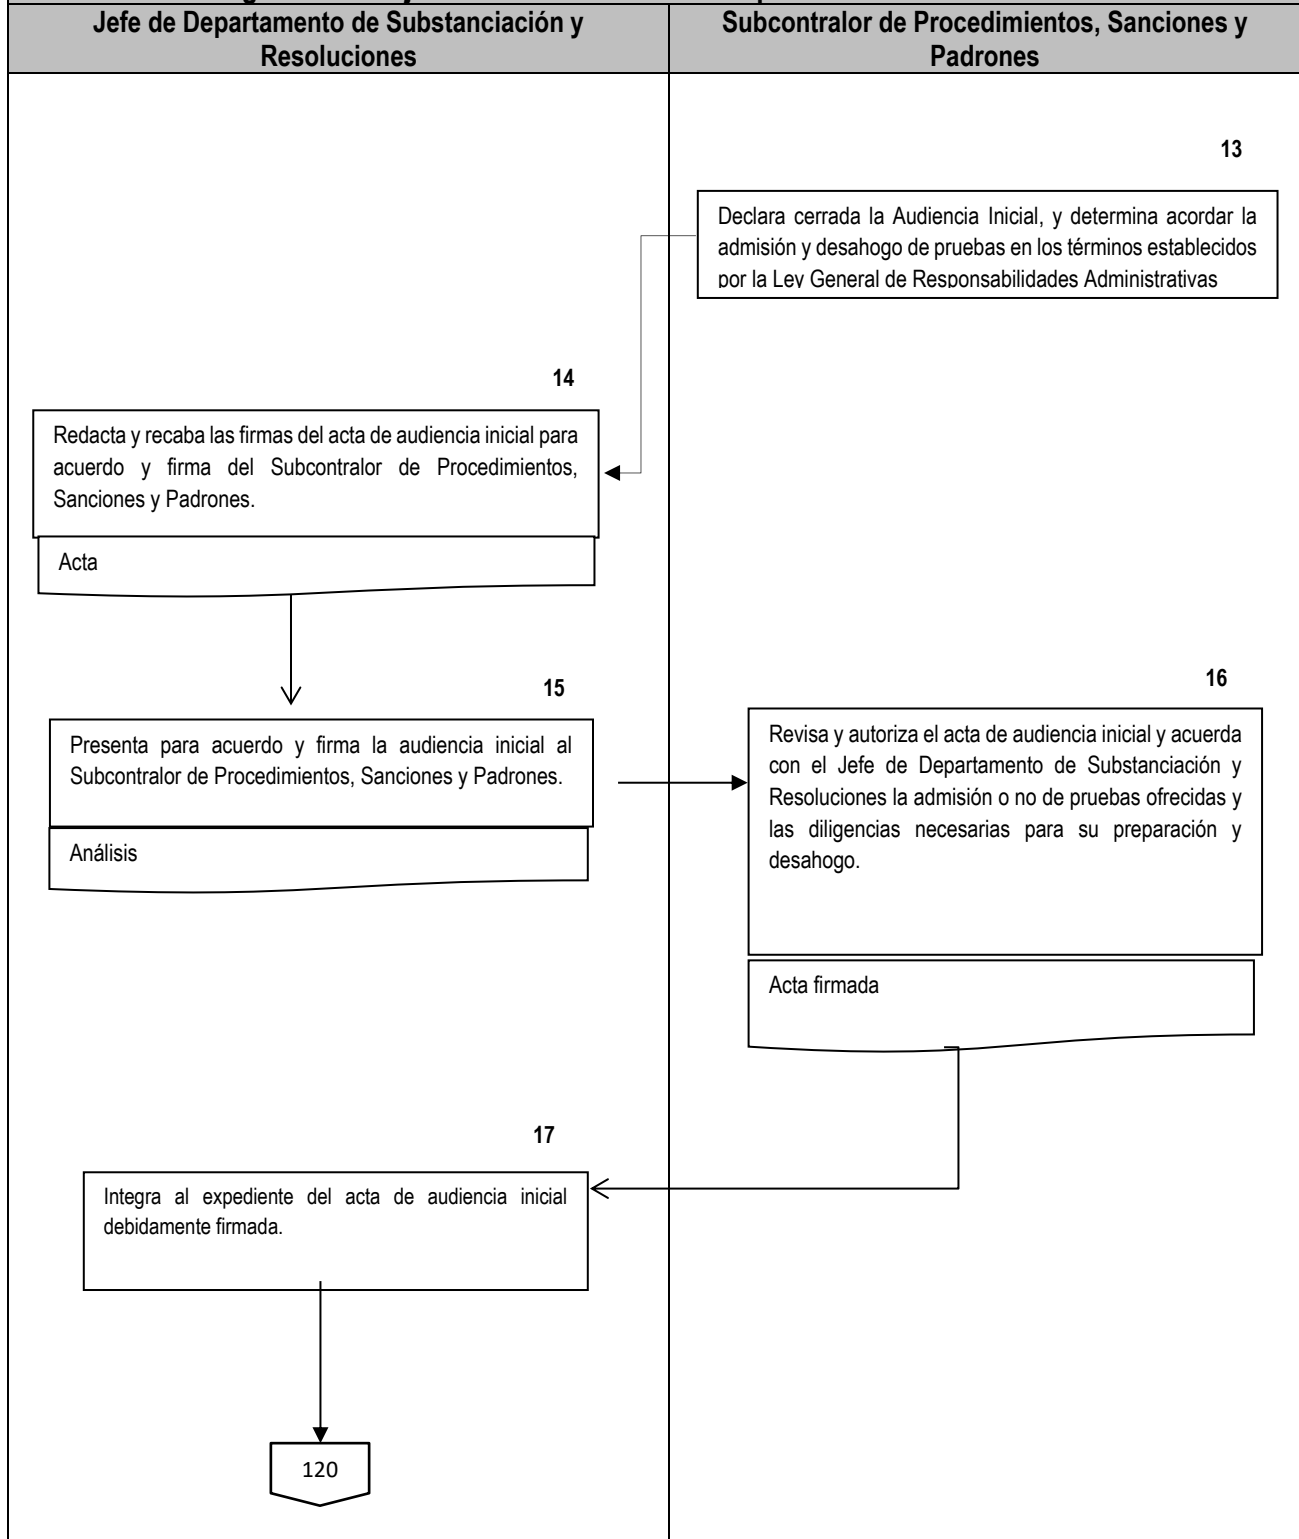 Jefe de Departamento de Substanciación y
Resoluciones
Subcontralor de Procedimientos, Sanciones y
Padrones
13
Declara cerrada la Audiencia Inicial, y determina acordar la
admisión y desahogo de pruebas en los términos establecidos
por la Ley General de Responsabilidades Administrativas
14
Redacta y recaba las firmas del acta de audiencia inicial para
acuerdo y firma del Subcontralor de Procedimientos,
Sanciones y Padrones.
Acta
15
Presenta para acuerdo y firma la audiencia inicial al
Subcontralor de Procedimientos, Sanciones y Padrones.
Análisis
16
Revisa y autoriza el acta de audiencia inicial y acuerda
con el Jefe de Departamento de Substanciación y
Resoluciones la admisión o no de pruebas ofrecidas y
las diligencias necesarias para su preparación y
desahogo.
Acta firmada
17
Integra al expediente del acta de audiencia inicial
debidamente firmada.
120